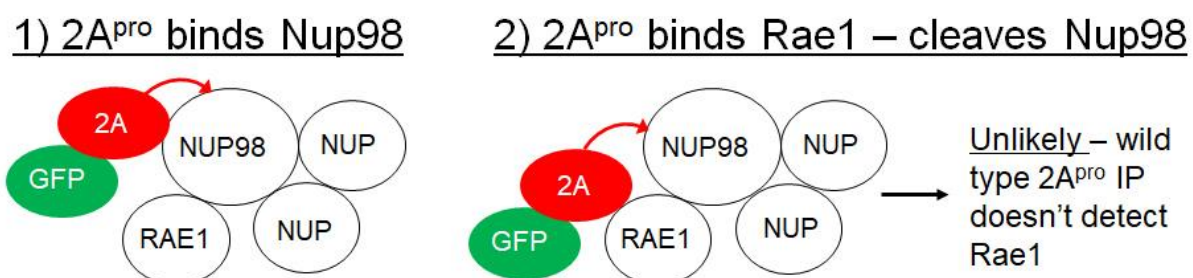 1) 2Apro binds Nup98
2A
NUP98
NUP
GFP
RAE1
NUP
2) 2Apro binds Rae1 – cleaves Nup98
NUP98
NUP
2A
GFP
RAE1
NUP
Unlikely – wild
type 2Apro IP
doesn't detect
Rae1